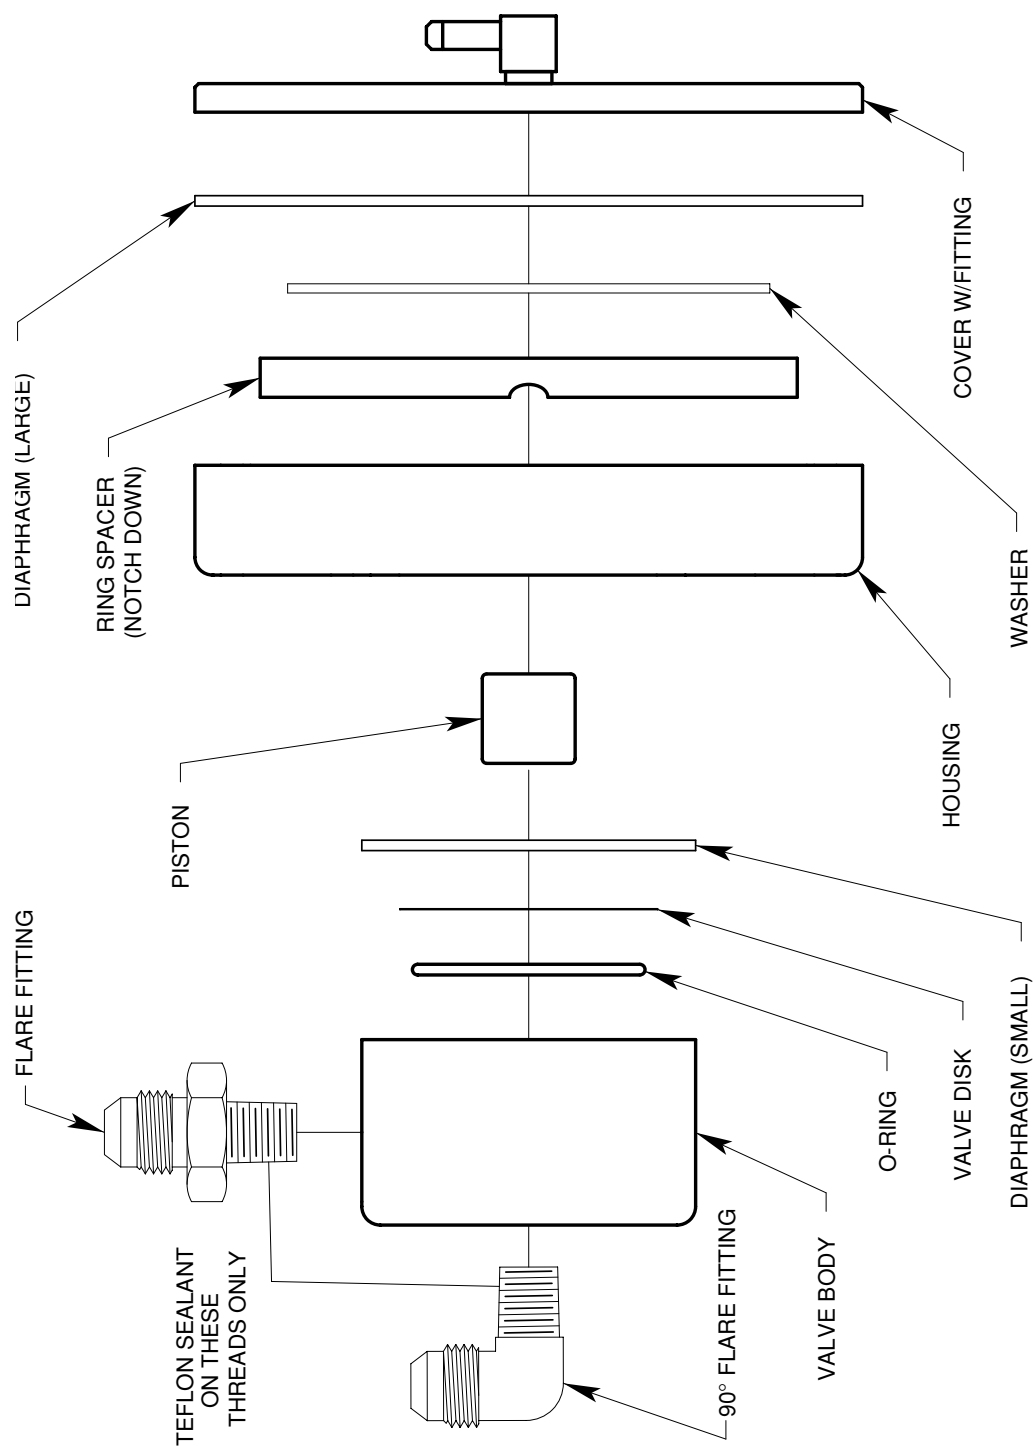 DIAPHRAGM (LARGE)
RING SPACER
(NOTCH DOWN)
PISTON
FLARE FITTING
TEFLON SEALANT
ON THESE
THREADS ONLY
COVER W/FITTING
WASHER
HOUSING
DIAPHRAGM (SMALL)
VALVE DISK
O-RING
VALVE BODY
90° FLARE FITTING